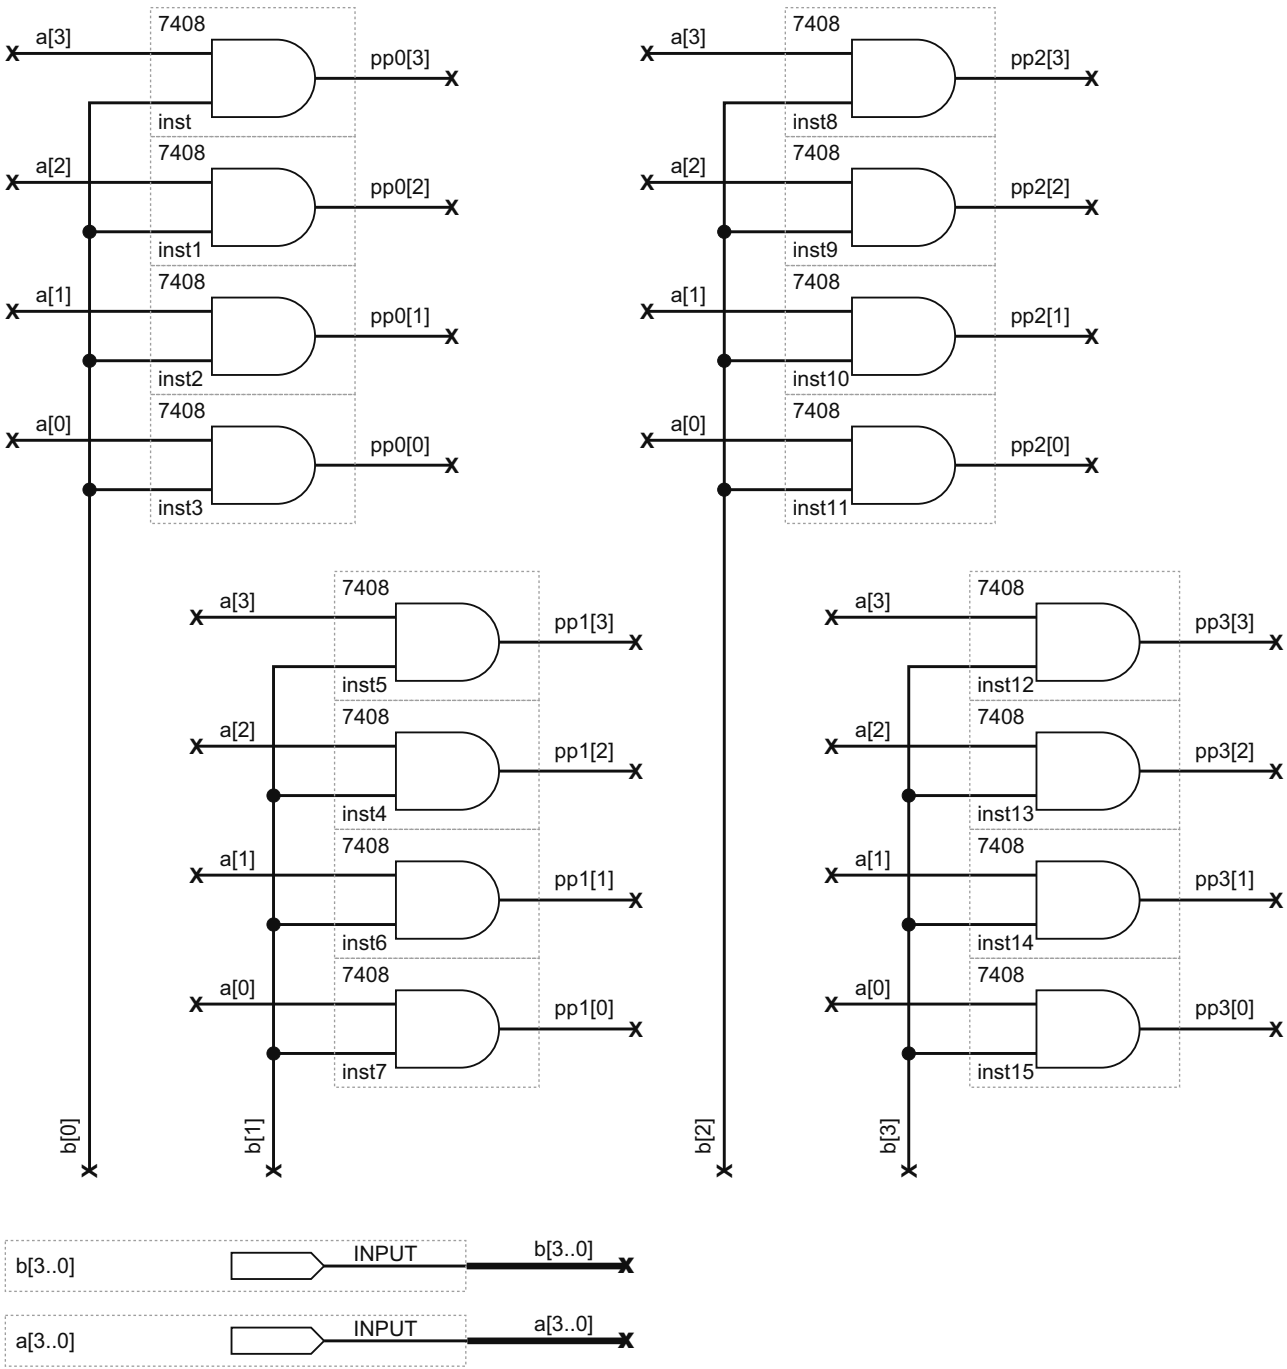 7408
a[3]
pp0[3]
inst
7408
a[2]
pp0[2]
inst1
7408
a[1]
pp0[1]
inst2
7408
a[0]
pp0[0]
inst3
7408
a[3]
pp2[3]
inst8
7408
a[2]
pp2[2]
inst9
7408
a[1]
pp2[1]
inst10
7408
a[0]
pp2[0]
inst11
7408
a[3]
pp1[3]
inst5
7408
a[2]
pp1[2]
inst4
7408
a[1]
pp1[1]
inst6
7408
a[0]
pp1[0]
inst7
7408
a[3]
pp3[3]
inst12
7408
a[2]
pp3[2]
inst13
7408
a[1]
pp3[1]
inst14
7408
a[0]
pp3[0]
inst15
b[0]
b[1]
b[2]
b[3]
b[3..0] INPUT b[3..0]
a[3..0] INPUT a[3..0]